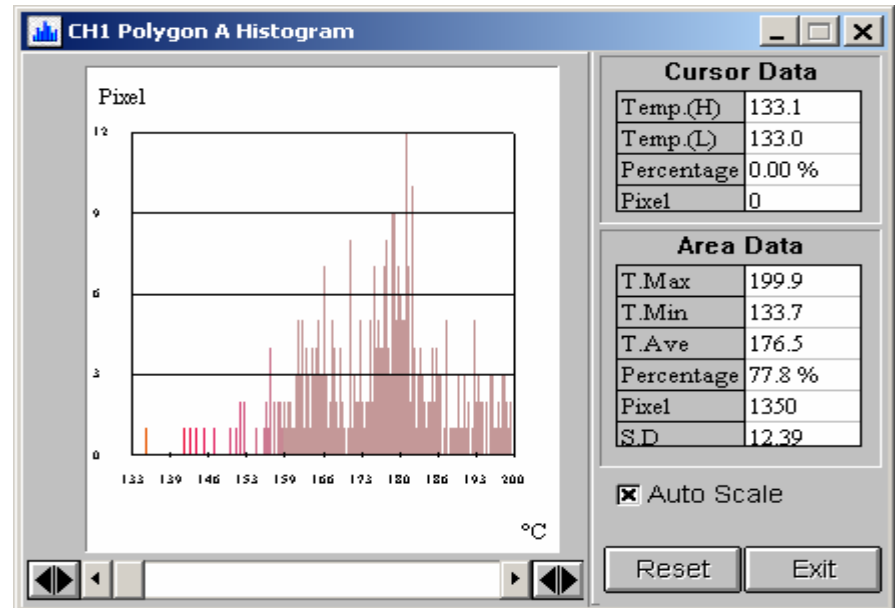 CH1 Polygon A Histogram
Pixel
12
9
6
3
0
133 139 146 153 159 166 173 180 186 193 200
°C
Cursor Data
Temp.(H) 133.1
Temp.(L) 133.0
Percentage 0.00 %
Pixel 0
Area Data
T.Max 199.9
T.Min 133.7
T.Ave 176.5
Percentage 77.8 %
Pixel 1350
S.D 12.39
Auto Scale
Reset Exit